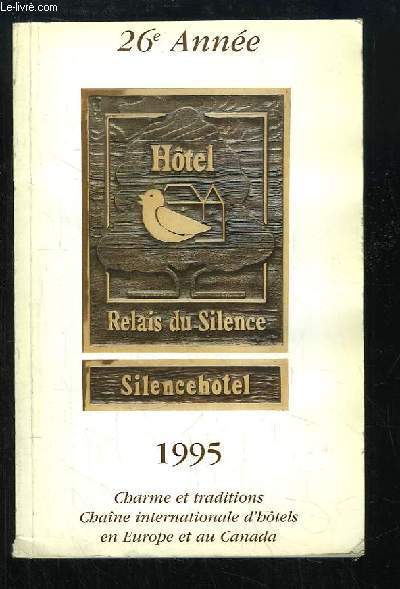 Le-livre.com
26e Année
Hôtel
Relais du Silence
Silencehotel
1995
Charme et traditions
Chaîne internationale d'hôtels
en Europe et au Canada